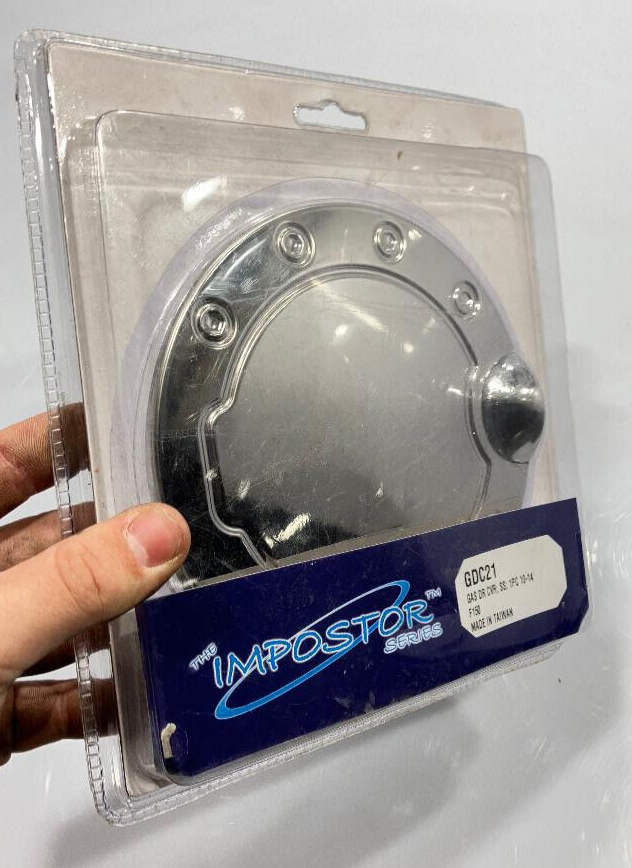 GDC21
GAS DR CVR; SS; 1PC 10-14
F150
MADE IN TAIWAN
THE
IMPOSTOR™
SERIES